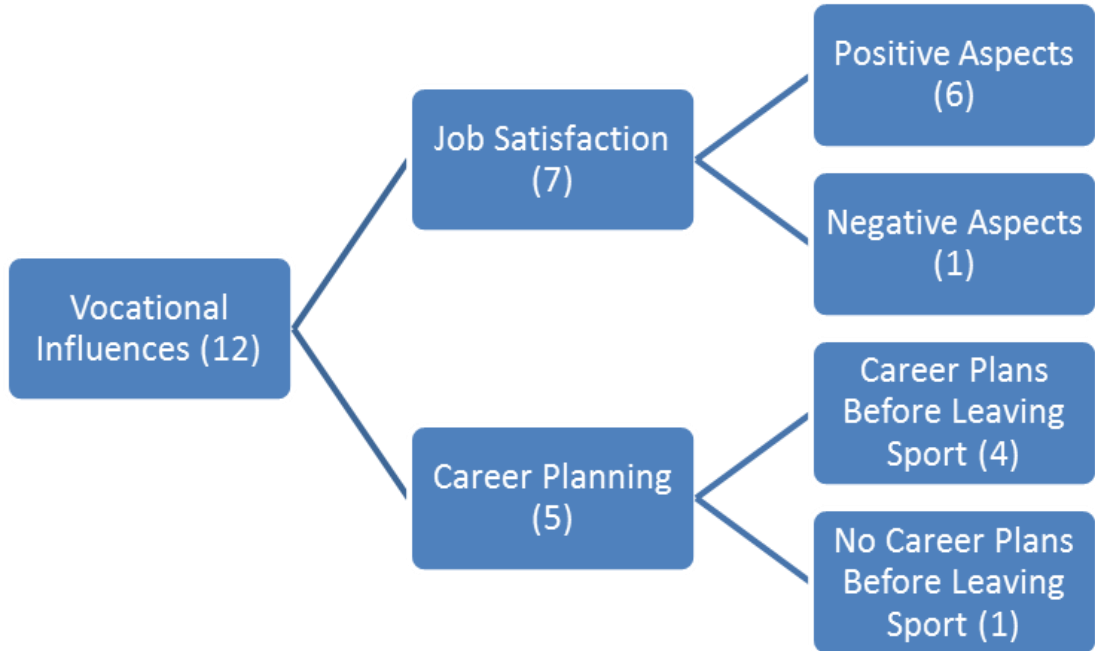 Vocational
Influences (12)
Job Satisfaction
(7)
Career Planning
(5)
Positive Aspects
(6)
Negative Aspects
(1)
Career Plans
Before Leaving
Sport (4)
No Career Plans
Before Leaving
Sport (1)